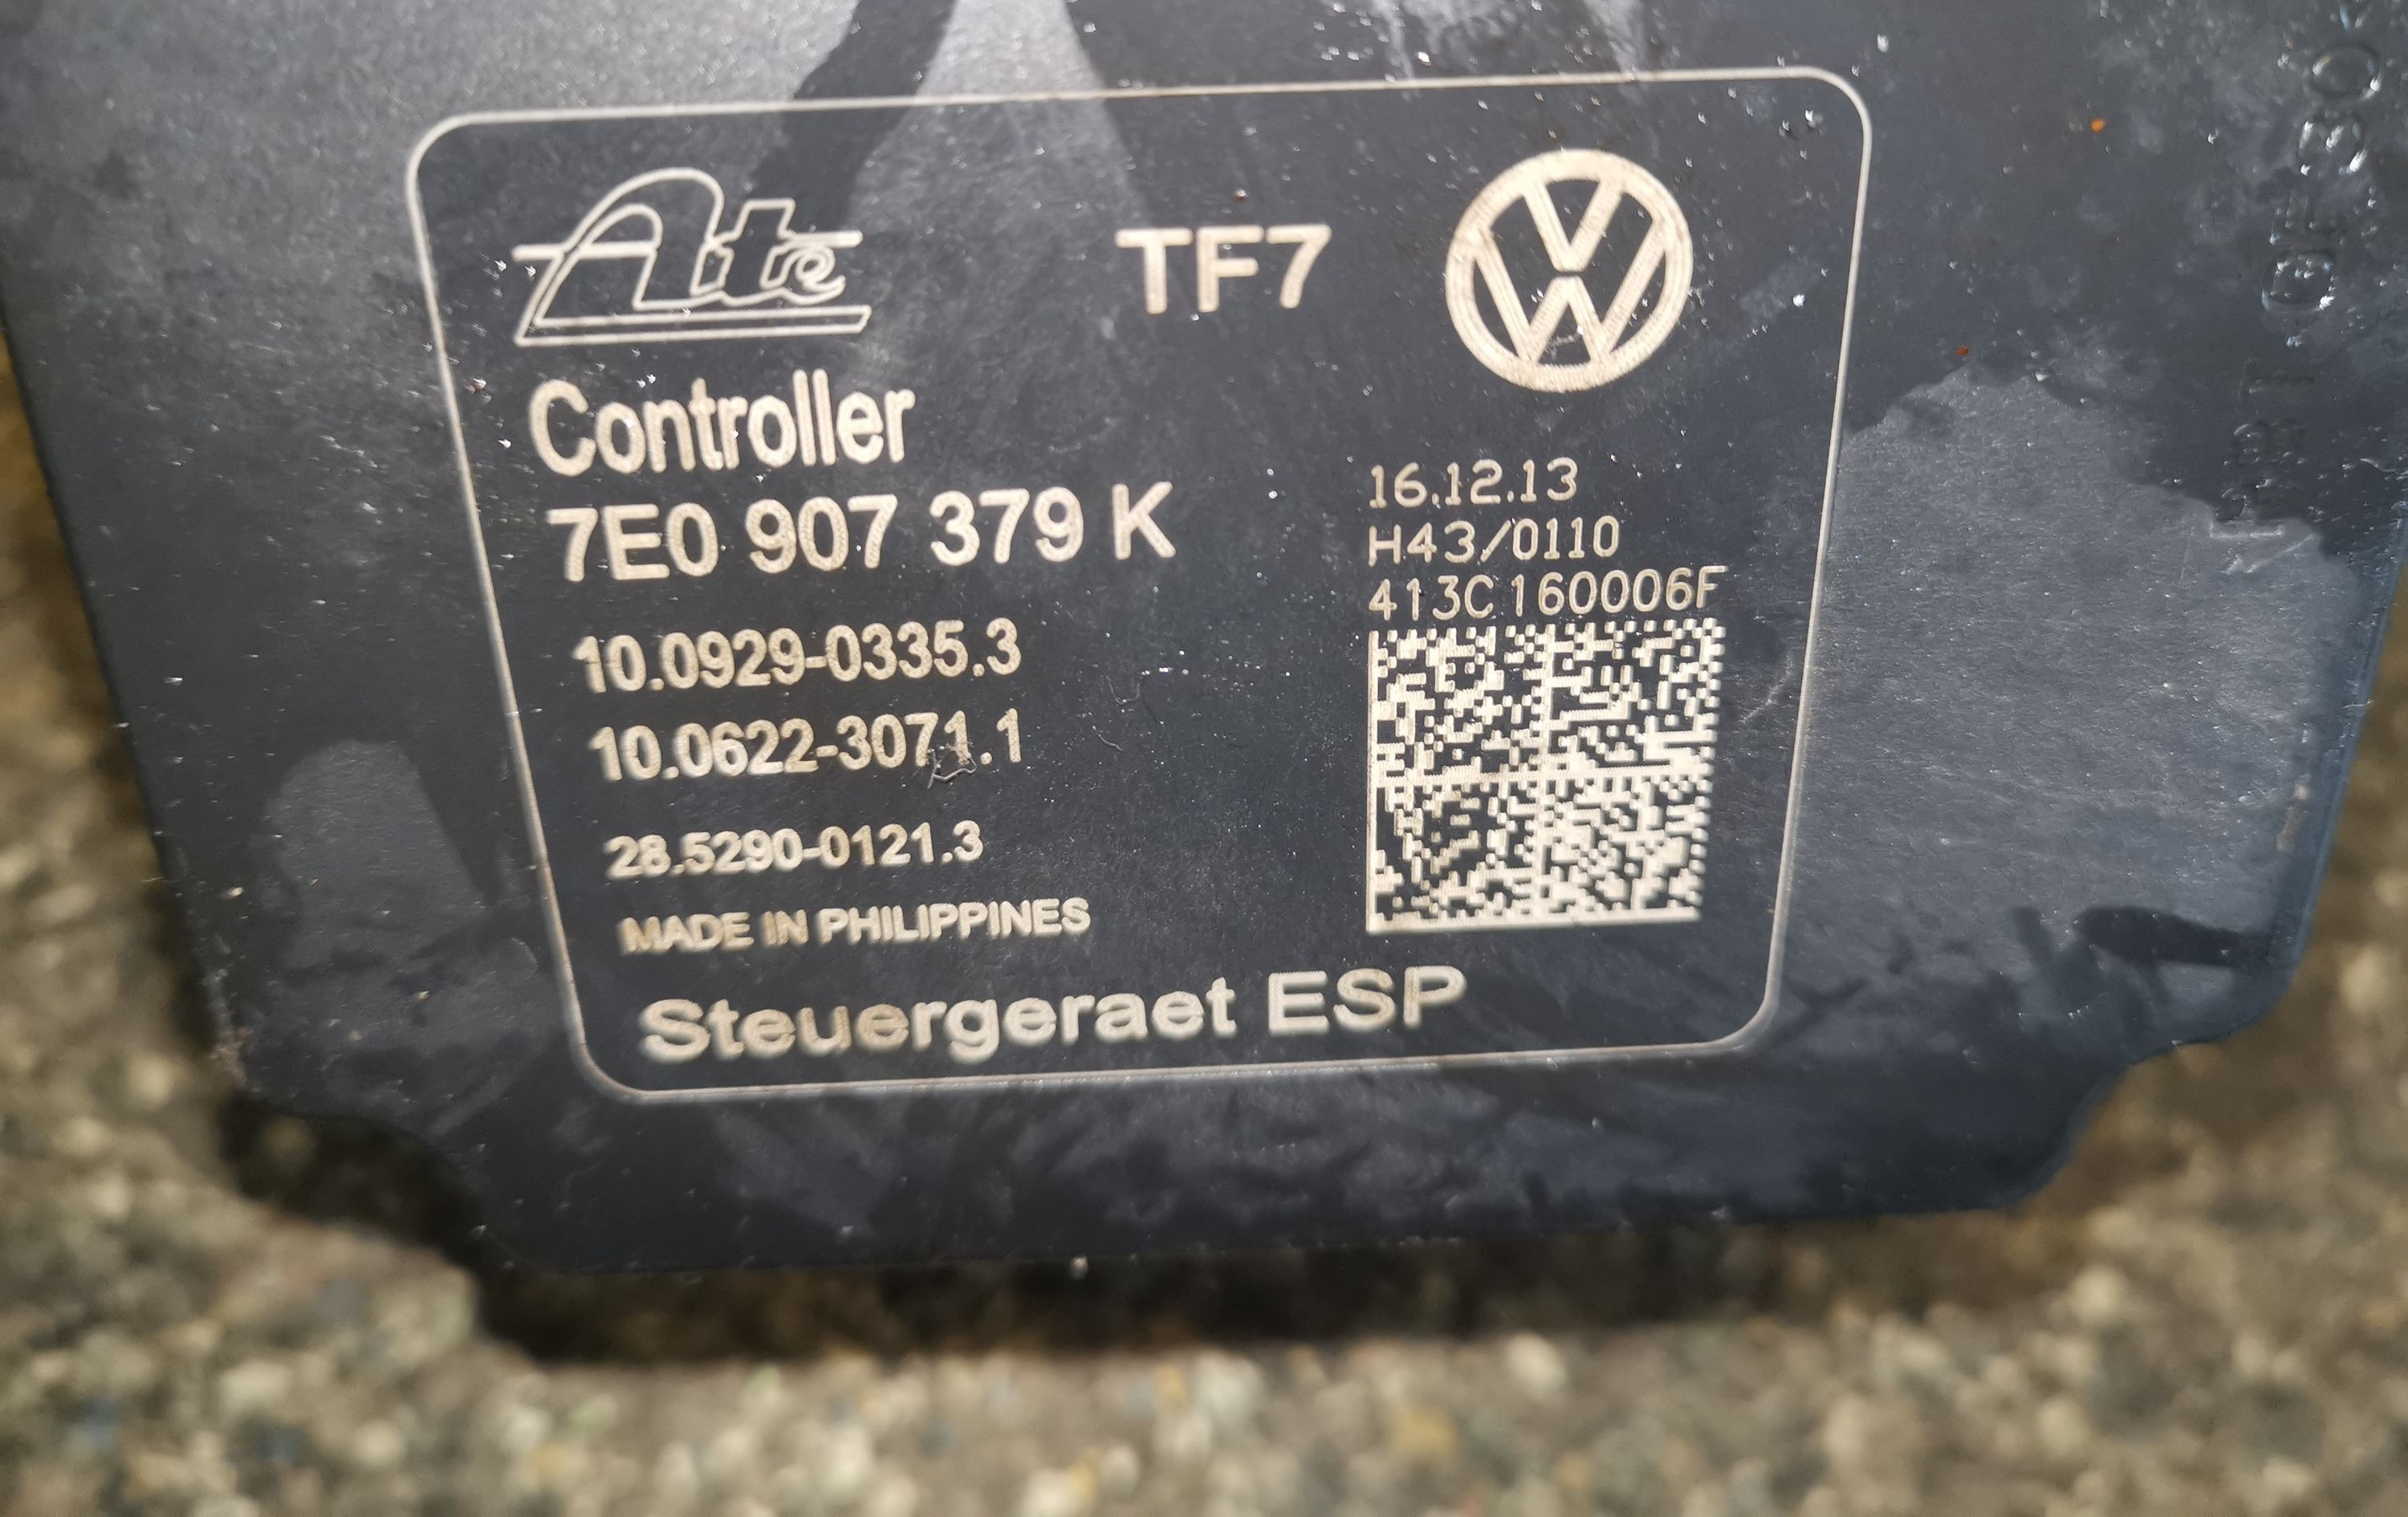 Ate
TF7
Controller
7E0 907 379 K
16.12.13
H43/0110
413C160006F
10.0929-0335.3
10.0622-3071.1
28.5290-0121.3
MADE IN PHILIPPINES
Steuergeraet ESP